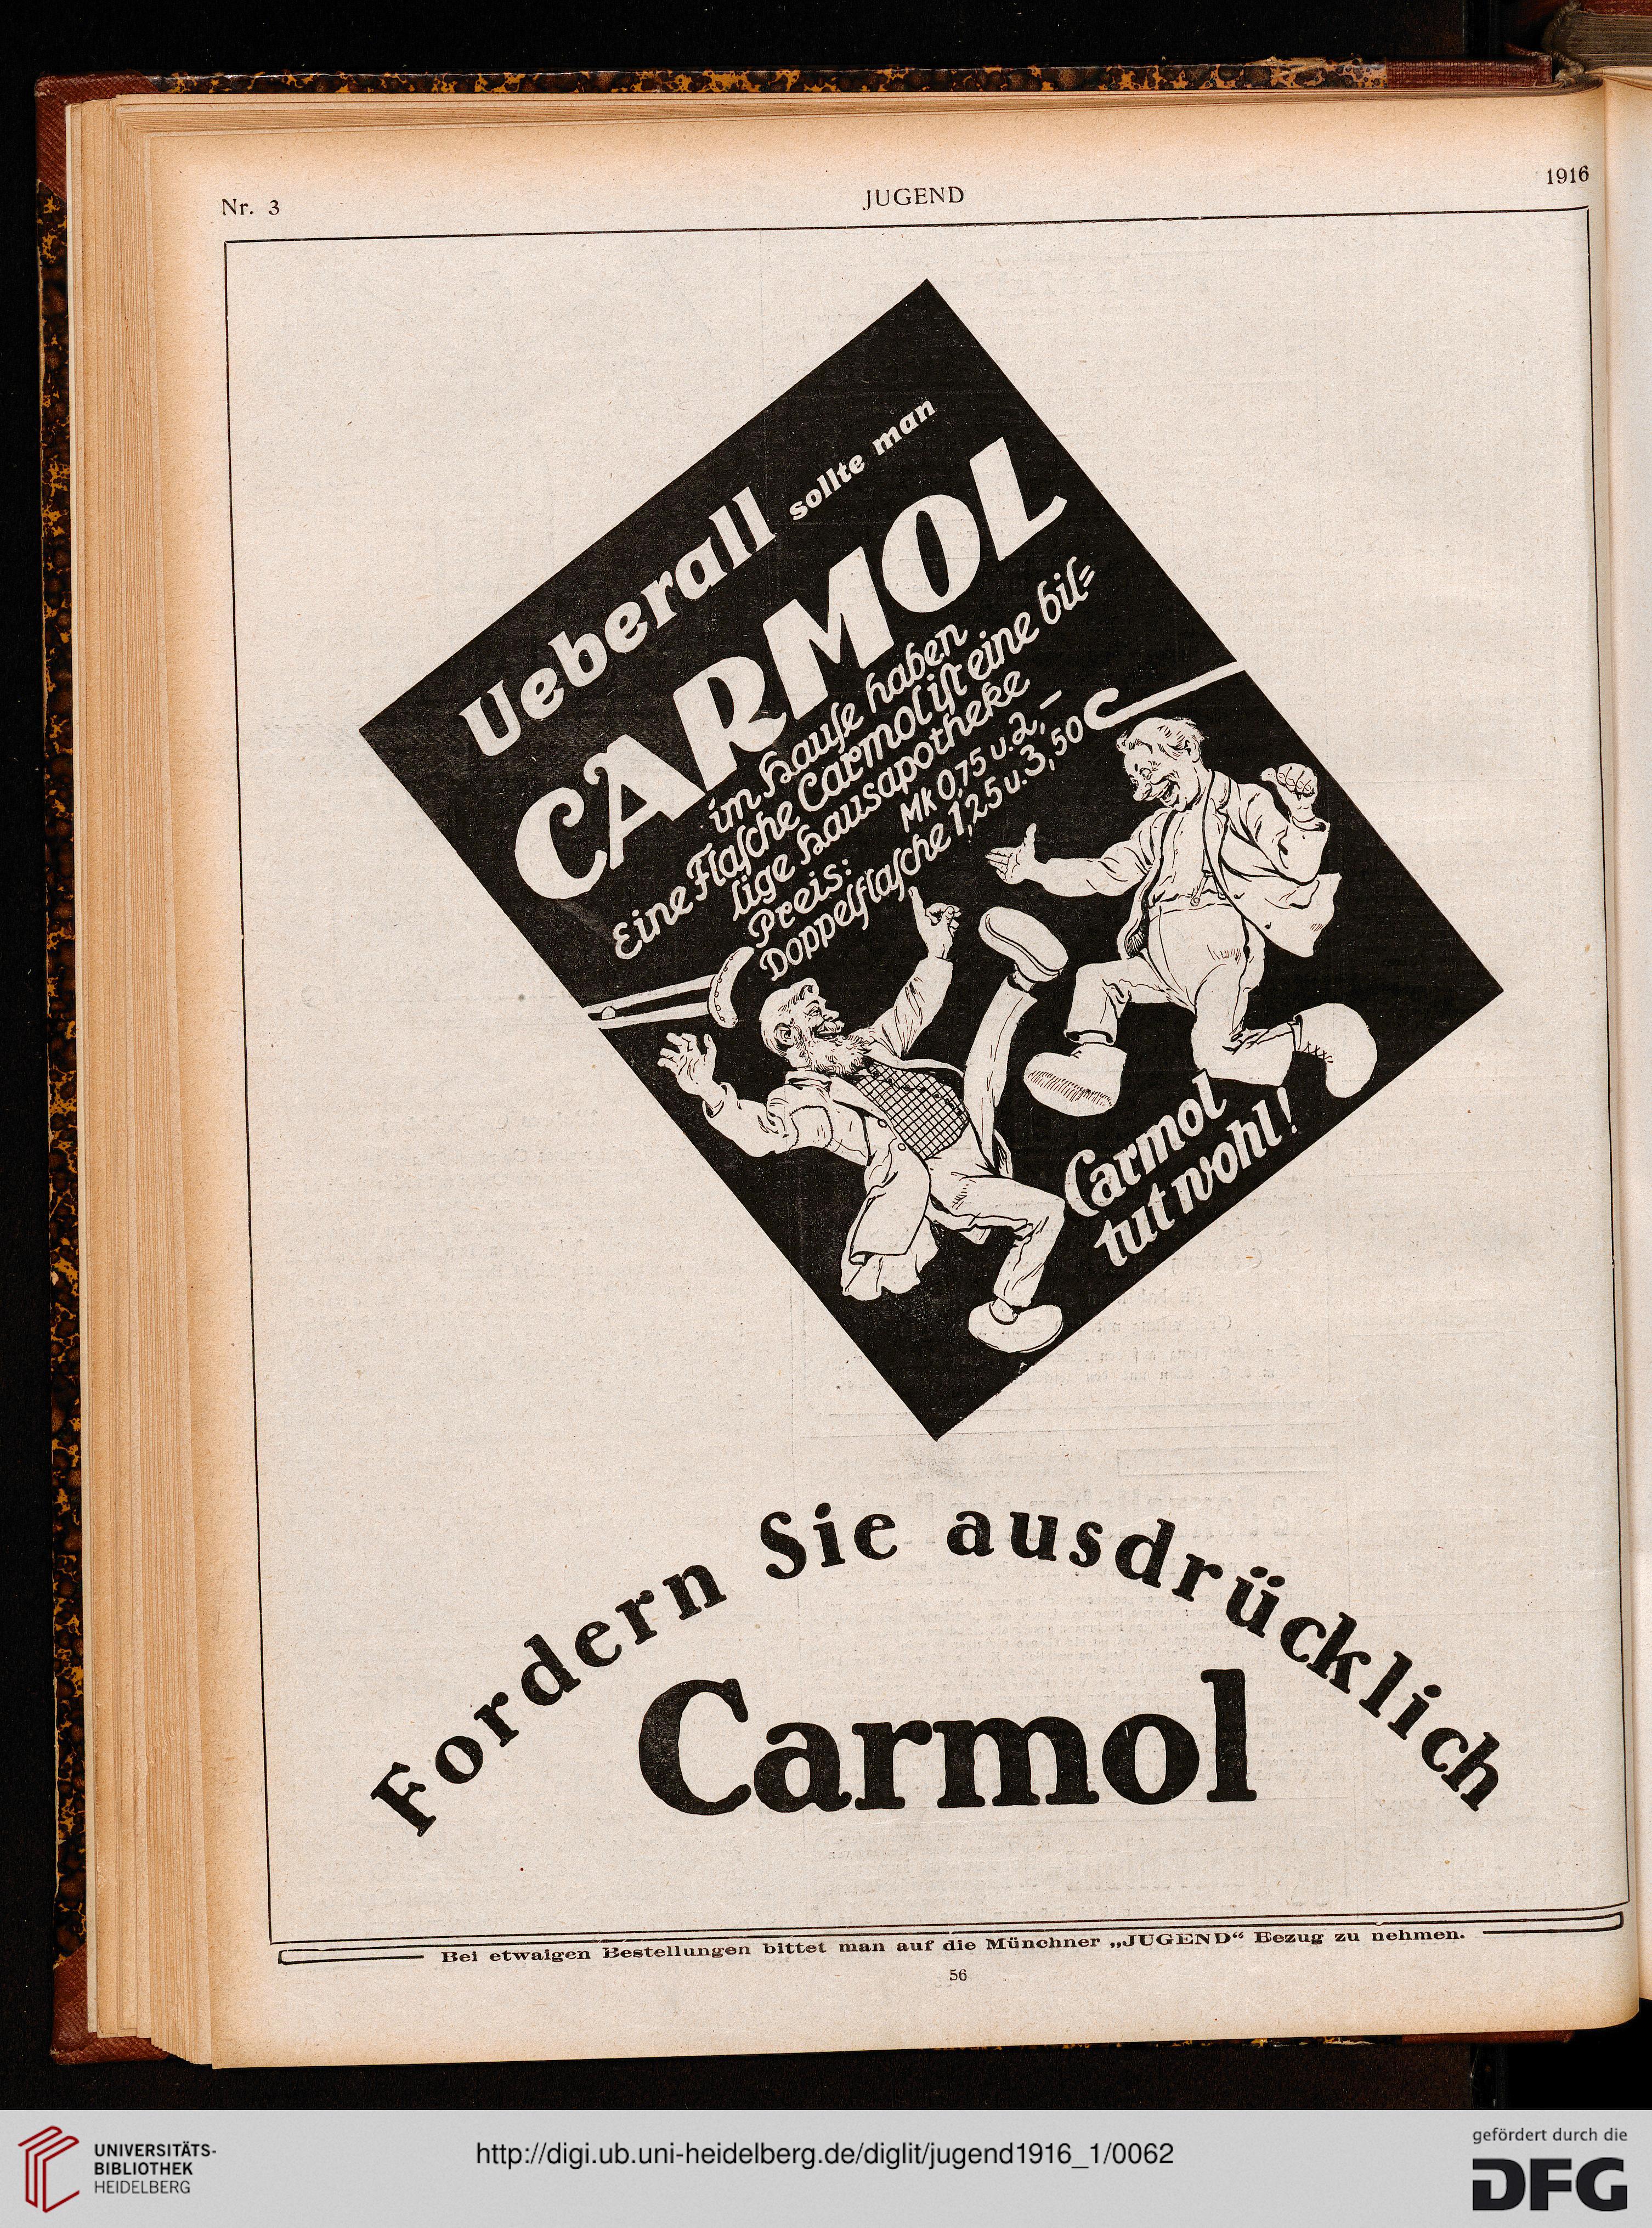 Nr. 3 JUGEND 1916
Ueberall sollte man
CARMOL
im Hauſe haben
Eine Flaſche Carmol iſt eine bil=
lige Hausapotheke
Preis: Mk 0,75 u. 2,—
Doppelflaſche 1,25 u. 3,50
Carmol
tut wohl!
Fordern Sie ausdrücklich
Carmol
Bei etwaigen Bestellungen bittet man auf die Münchner „JUGEND“ Bezug zu nehmen.
56
UNIVERSITÄTS-
BIBLIOTHEK
HEIDELBERG
http://digi.ub.uni-heidelberg.de/diglit/jugend1916_1/0062
gefördert durch die
DFG